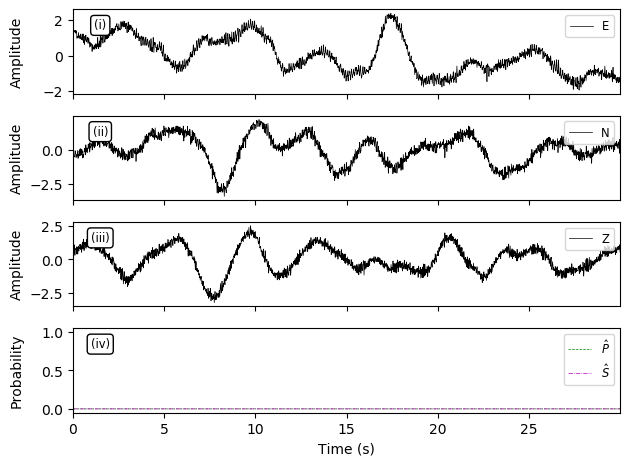 (i)
E
Amplitude
2
0
−2
(ii)
N
Amplitude
0.0
−2.5
(iii)
Z
Amplitude
2.5
0.0
−2.5
(iv)
P̂
Ŝ
Probability
1.0
0.5
0.0
0 5 10 15 20 25
Time (s)